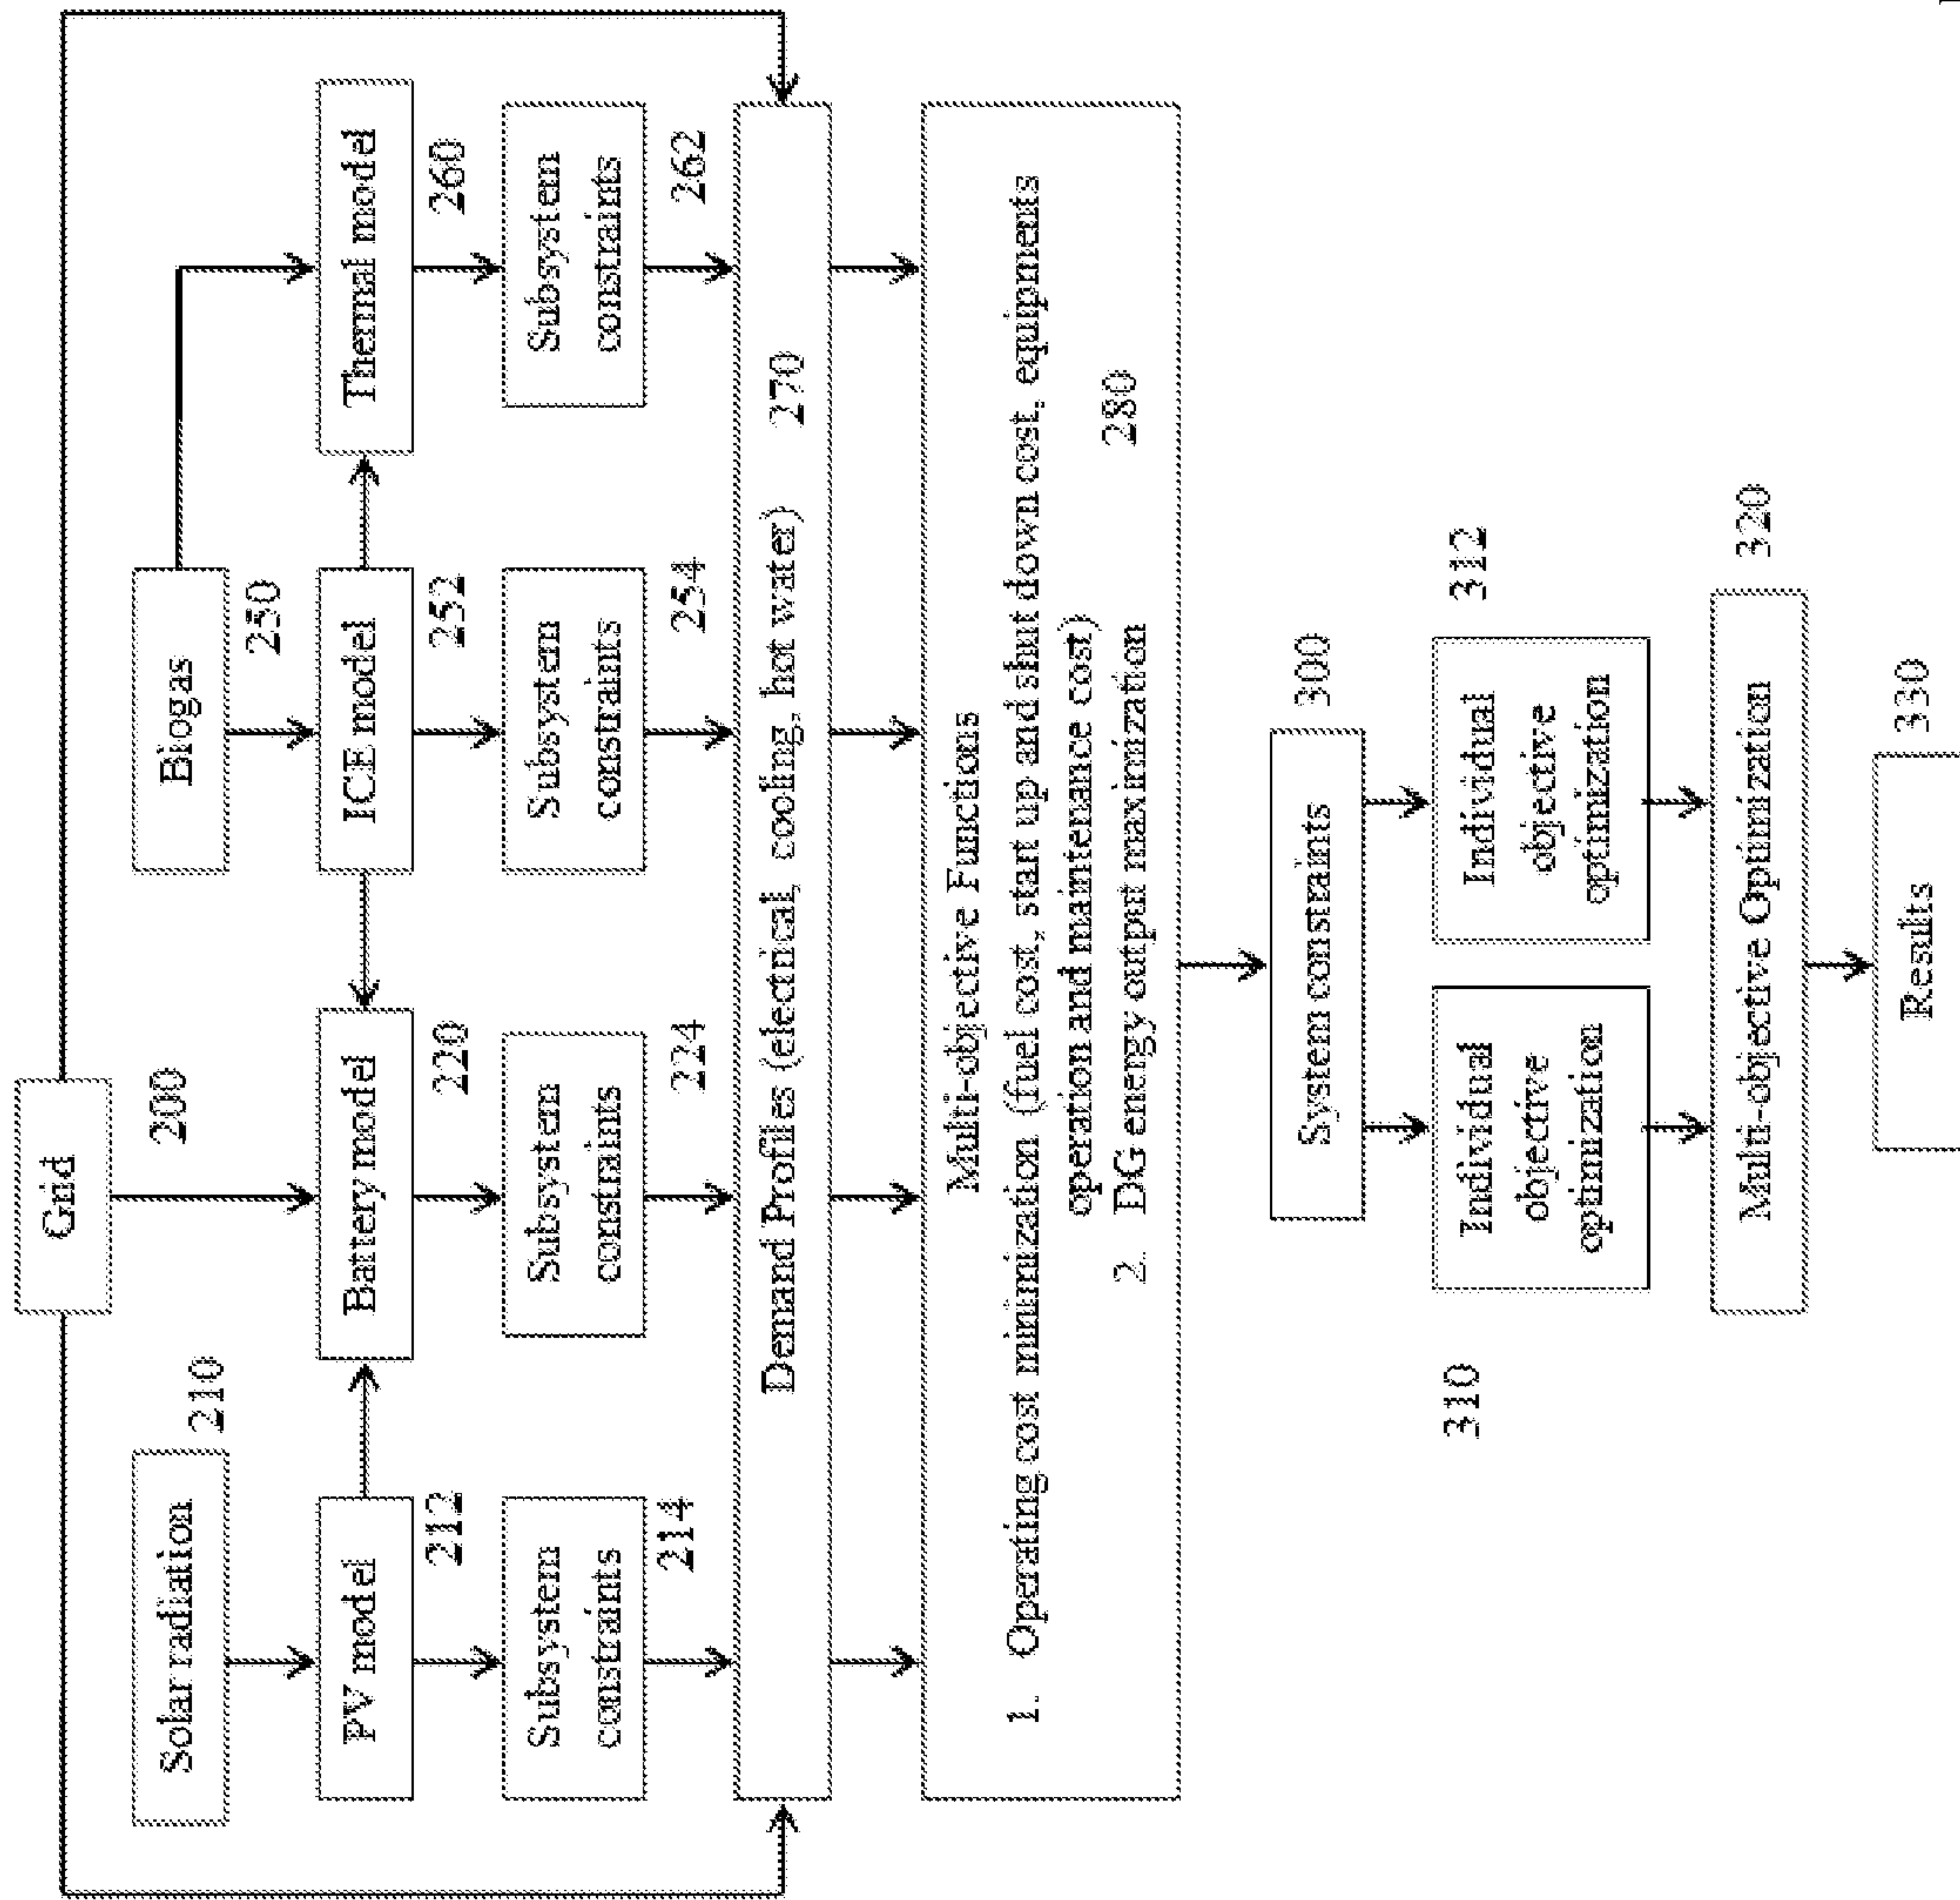 Grid
200
Solar radiation
210
Biogas
250
PV model
212
Battery model
220
ICE model
252
Thermal model
260
Subsystem
constraints
214
Subsystem
constraints
224
Subsystem
constraints
254
Subsystem
constraints
262
Demand Profiles (electrical, cooling, hot water) 270
Multi-objective Functions
1. Operating cost minimization (fuel cost, start up and shut down cost, equipments
operation and maintenance cost)
2. DG energy output maximization
280
System constraints
300
310
Individual
objective
optimization
Individual
objective
optimization
312
Multi-objective Optimization
320
Results
330